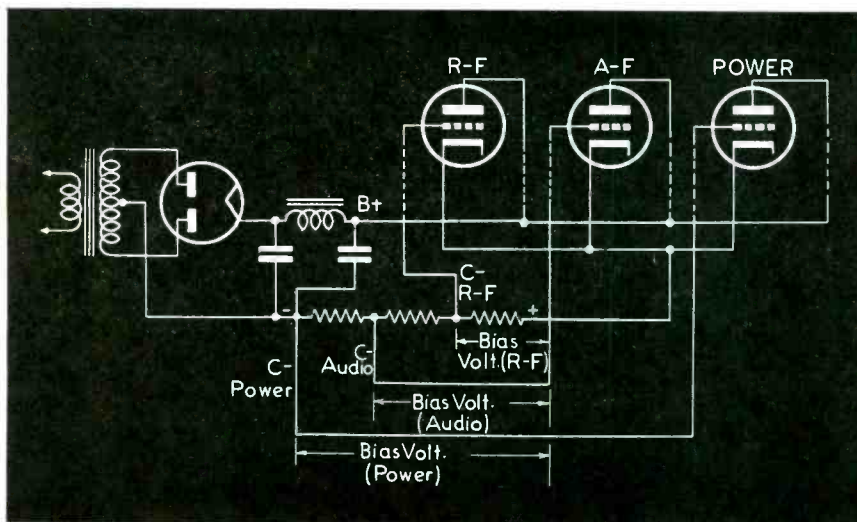 R-F
A-F
POWER
B+
C-
R-F
-
+
C-
Power
C-
Audio
Bias
Volt.(R-F)
Bias Volt.
(Audio)
Bias Volt.
(Power)